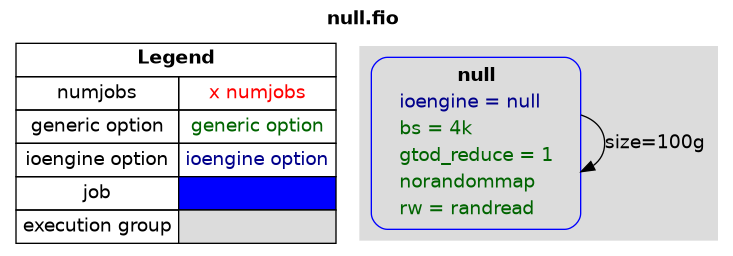 null.fio
Legend
numjobs x numjobs
generic option generic option
ioengine option ioengine option
job
execution group
null
ioengine = null
bs = 4k
gtod_reduce = 1
norandommap
rw = randread
size=100g